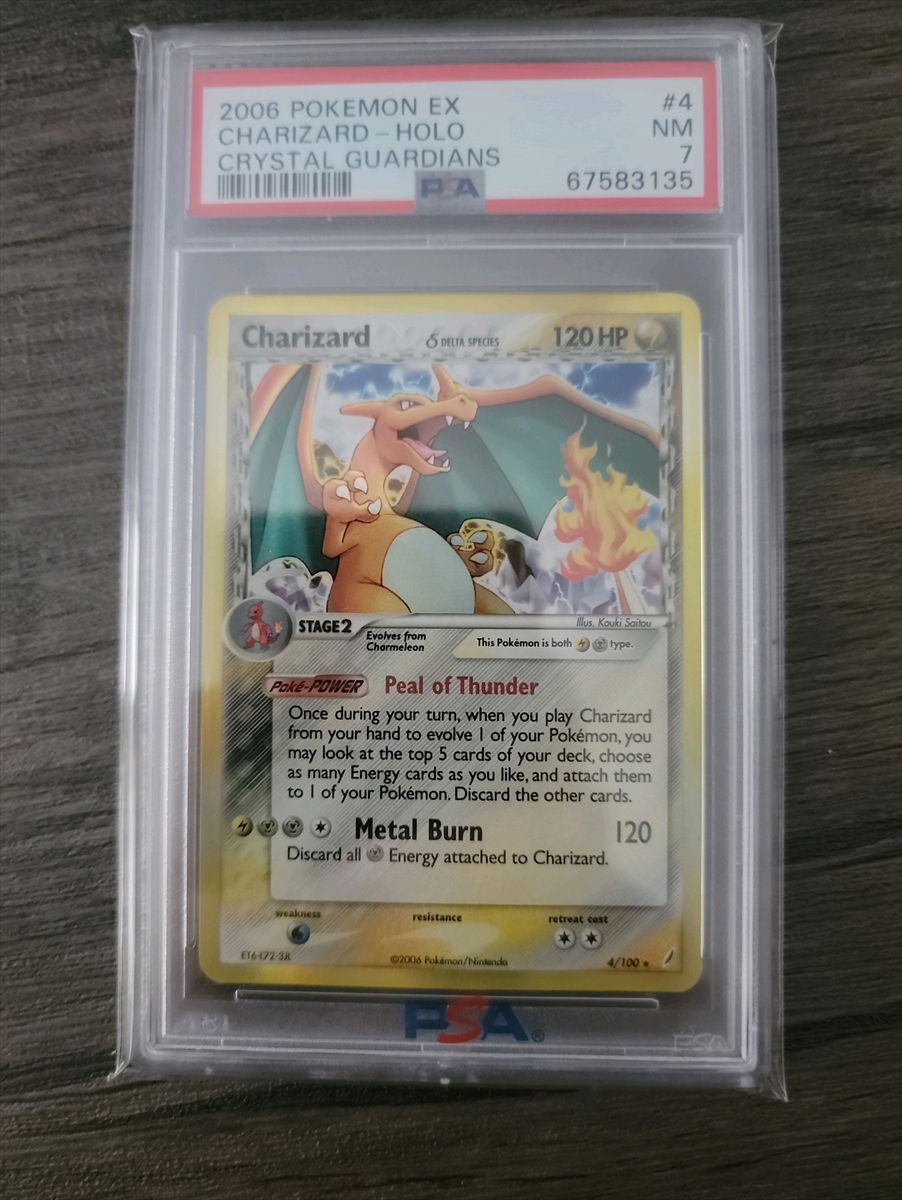 2006 POKEMON EX #4
CHARIZARD - HOLO NM
CRYSTAL GUARDIANS 7
PSA 67583135
Charizard δ DELTA SPECIES 120 HP
Illus. Kouki Saitou
STAGE 2 Evolves from Charmeleon
This Pokémon is both type.
Poké-POWER Peal of Thunder
Once during your turn, when you play Charizard
from your hand to evolve 1 of your Pokémon, you
may look at the top 5 cards of your deck, choose
as many Energy cards as you like, and attach them
to 1 of your Pokémon. Discard the other cards.
Metal Burn 120
Discard all Energy attached to Charizard.
weakness resistance retreat cost
©2006 Pokémon/Nintendo 4/100 ★
PSA®
PSA